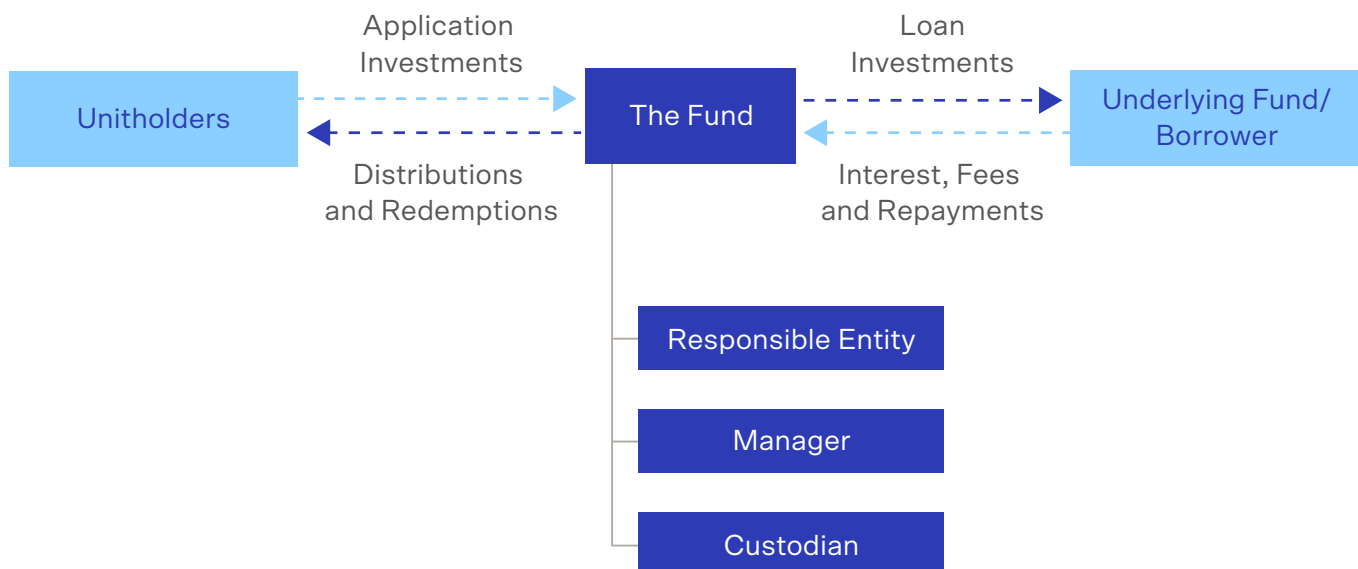 Application
Investments
Loan
Investments
Unitholders
The Fund
Underlying Fund/
Borrower
Distributions
and Redemptions
Interest, Fees
and Repayments
Responsible Entity
Manager
Custodian